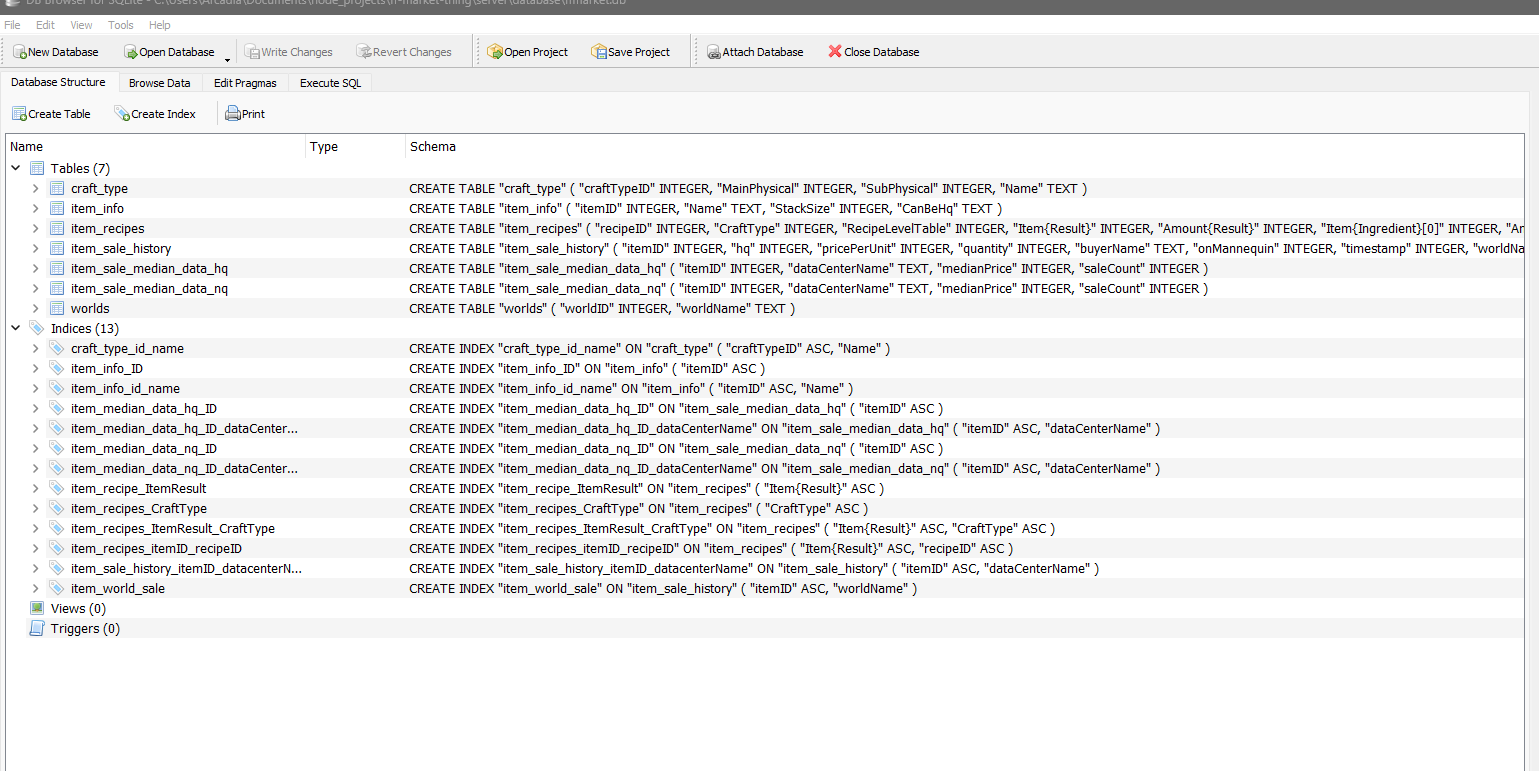 DB Browser for SQLite - C:\Users\Arcadia\Documents\node_projects\ff-market-thing\server\database\ffmarket.db
File Edit View Tools Help
New Database Open Database Write Changes Revert Changes Open Project Save Project Attach Database Close Database
Database Structure Browse Data Edit Pragmas Execute SQL
Create Table Create Index Print
Name Type Schema
Tables (7)
craft_type CREATE TABLE "craft_type" ( "craftTypeID" INTEGER, "MainPhysical" INTEGER, "SubPhysical" INTEGER, "Name" TEXT )
item_info CREATE TABLE "item_info" ( "itemID" INTEGER, "Name" TEXT, "StackSize" INTEGER, "CanBeHq" TEXT )
item_recipes CREATE TABLE "item_recipes" ( "recipeID" INTEGER, "CraftType" INTEGER, "RecipeLevelTable" INTEGER, "Item{Result}" INTEGER, "Amount{Result}" INTEGER, "Item{Ingredient}[0]" INTEGER, "Am
item_sale_history CREATE TABLE "item_sale_history" ( "itemID" INTEGER, "hq" INTEGER, "pricePerUnit" INTEGER, "quantity" INTEGER, "buyerName" TEXT, "onMannequin" INTEGER, "timestamp" INTEGER, "worldNa
item_sale_median_data_hq CREATE TABLE "item_sale_median_data_hq" ( "itemID" INTEGER, "dataCenterName" TEXT, "medianPrice" INTEGER, "saleCount" INTEGER )
item_sale_median_data_nq CREATE TABLE "item_sale_median_data_nq" ( "itemID" INTEGER, "dataCenterName" TEXT, "medianPrice" INTEGER, "saleCount" INTEGER )
worlds CREATE TABLE "worlds" ( "worldID" INTEGER, "worldName" TEXT )
Indices (13)
craft_type_id_name CREATE INDEX "craft_type_id_name" ON "craft_type" ( "craftTypeID" ASC, "Name" )
item_info_ID CREATE INDEX "item_info_ID" ON "item_info" ( "itemID" ASC )
item_info_id_name CREATE INDEX "item_info_id_name" ON "item_info" ( "itemID" ASC, "Name" )
item_median_data_hq_ID CREATE INDEX "item_median_data_hq_ID" ON "item_sale_median_data_hq" ( "itemID" ASC )
item_median_data_hq_ID_dataCenter... CREATE INDEX "item_median_data_hq_ID_dataCenterName" ON "item_sale_median_data_hq" ( "itemID" ASC, "dataCenterName" )
item_median_data_nq_ID CREATE INDEX "item_median_data_nq_ID" ON "item_sale_median_data_nq" ( "itemID" ASC )
item_median_data_nq_ID_dataCenter... CREATE INDEX "item_median_data_nq_ID_dataCenterName" ON "item_sale_median_data_nq" ( "itemID" ASC, "dataCenterName" )
item_recipe_ItemResult CREATE INDEX "item_recipe_ItemResult" ON "item_recipes" ( "Item{Result}" ASC )
item_recipes_CraftType CREATE INDEX "item_recipes_CraftType" ON "item_recipes" ( "CraftType" ASC )
item_recipes_ItemResult_CraftType CREATE INDEX "item_recipes_ItemResult_CraftType" ON "item_recipes" ( "Item{Result}" ASC, "CraftType" ASC )
item_recipes_itemID_recipeID CREATE INDEX "item_recipes_itemID_recipeID" ON "item_recipes" ( "Item{Result}" ASC, "recipeID" ASC )
item_sale_history_itemID_datacenterN... CREATE INDEX "item_sale_history_itemID_datacenterName" ON "item_sale_history" ( "itemID" ASC, "dataCenterName" )
item_world_sale CREATE INDEX "item_world_sale" ON "item_sale_history" ( "itemID" ASC, "worldName" )
Views (0)
Triggers (0)